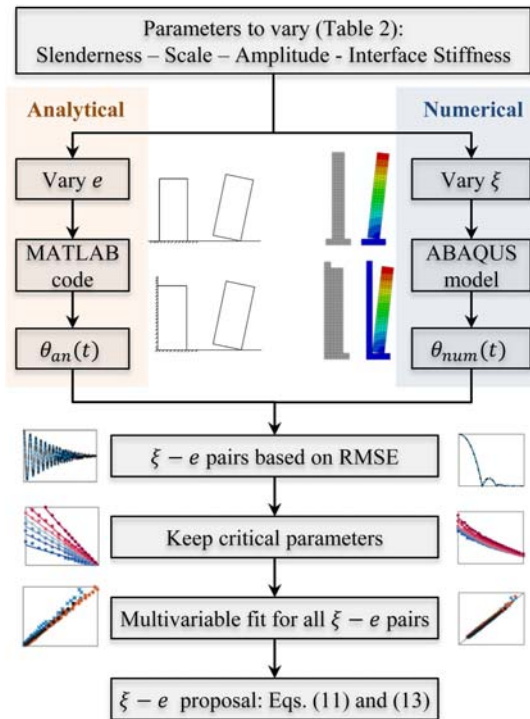 Parameters to vary (Table 2):
Slenderness – Scale – Amplitude - Interface Stiffness
Analytical
Numerical
Vary e
Vary ξ
MATLAB
code
ABAQUS
model
θan(t)
θnum(t)
ξ − e pairs based on RMSE
Keep critical parameters
Multivariable fit for all ξ − e pairs
ξ − e proposal: Eqs. (11) and (13)